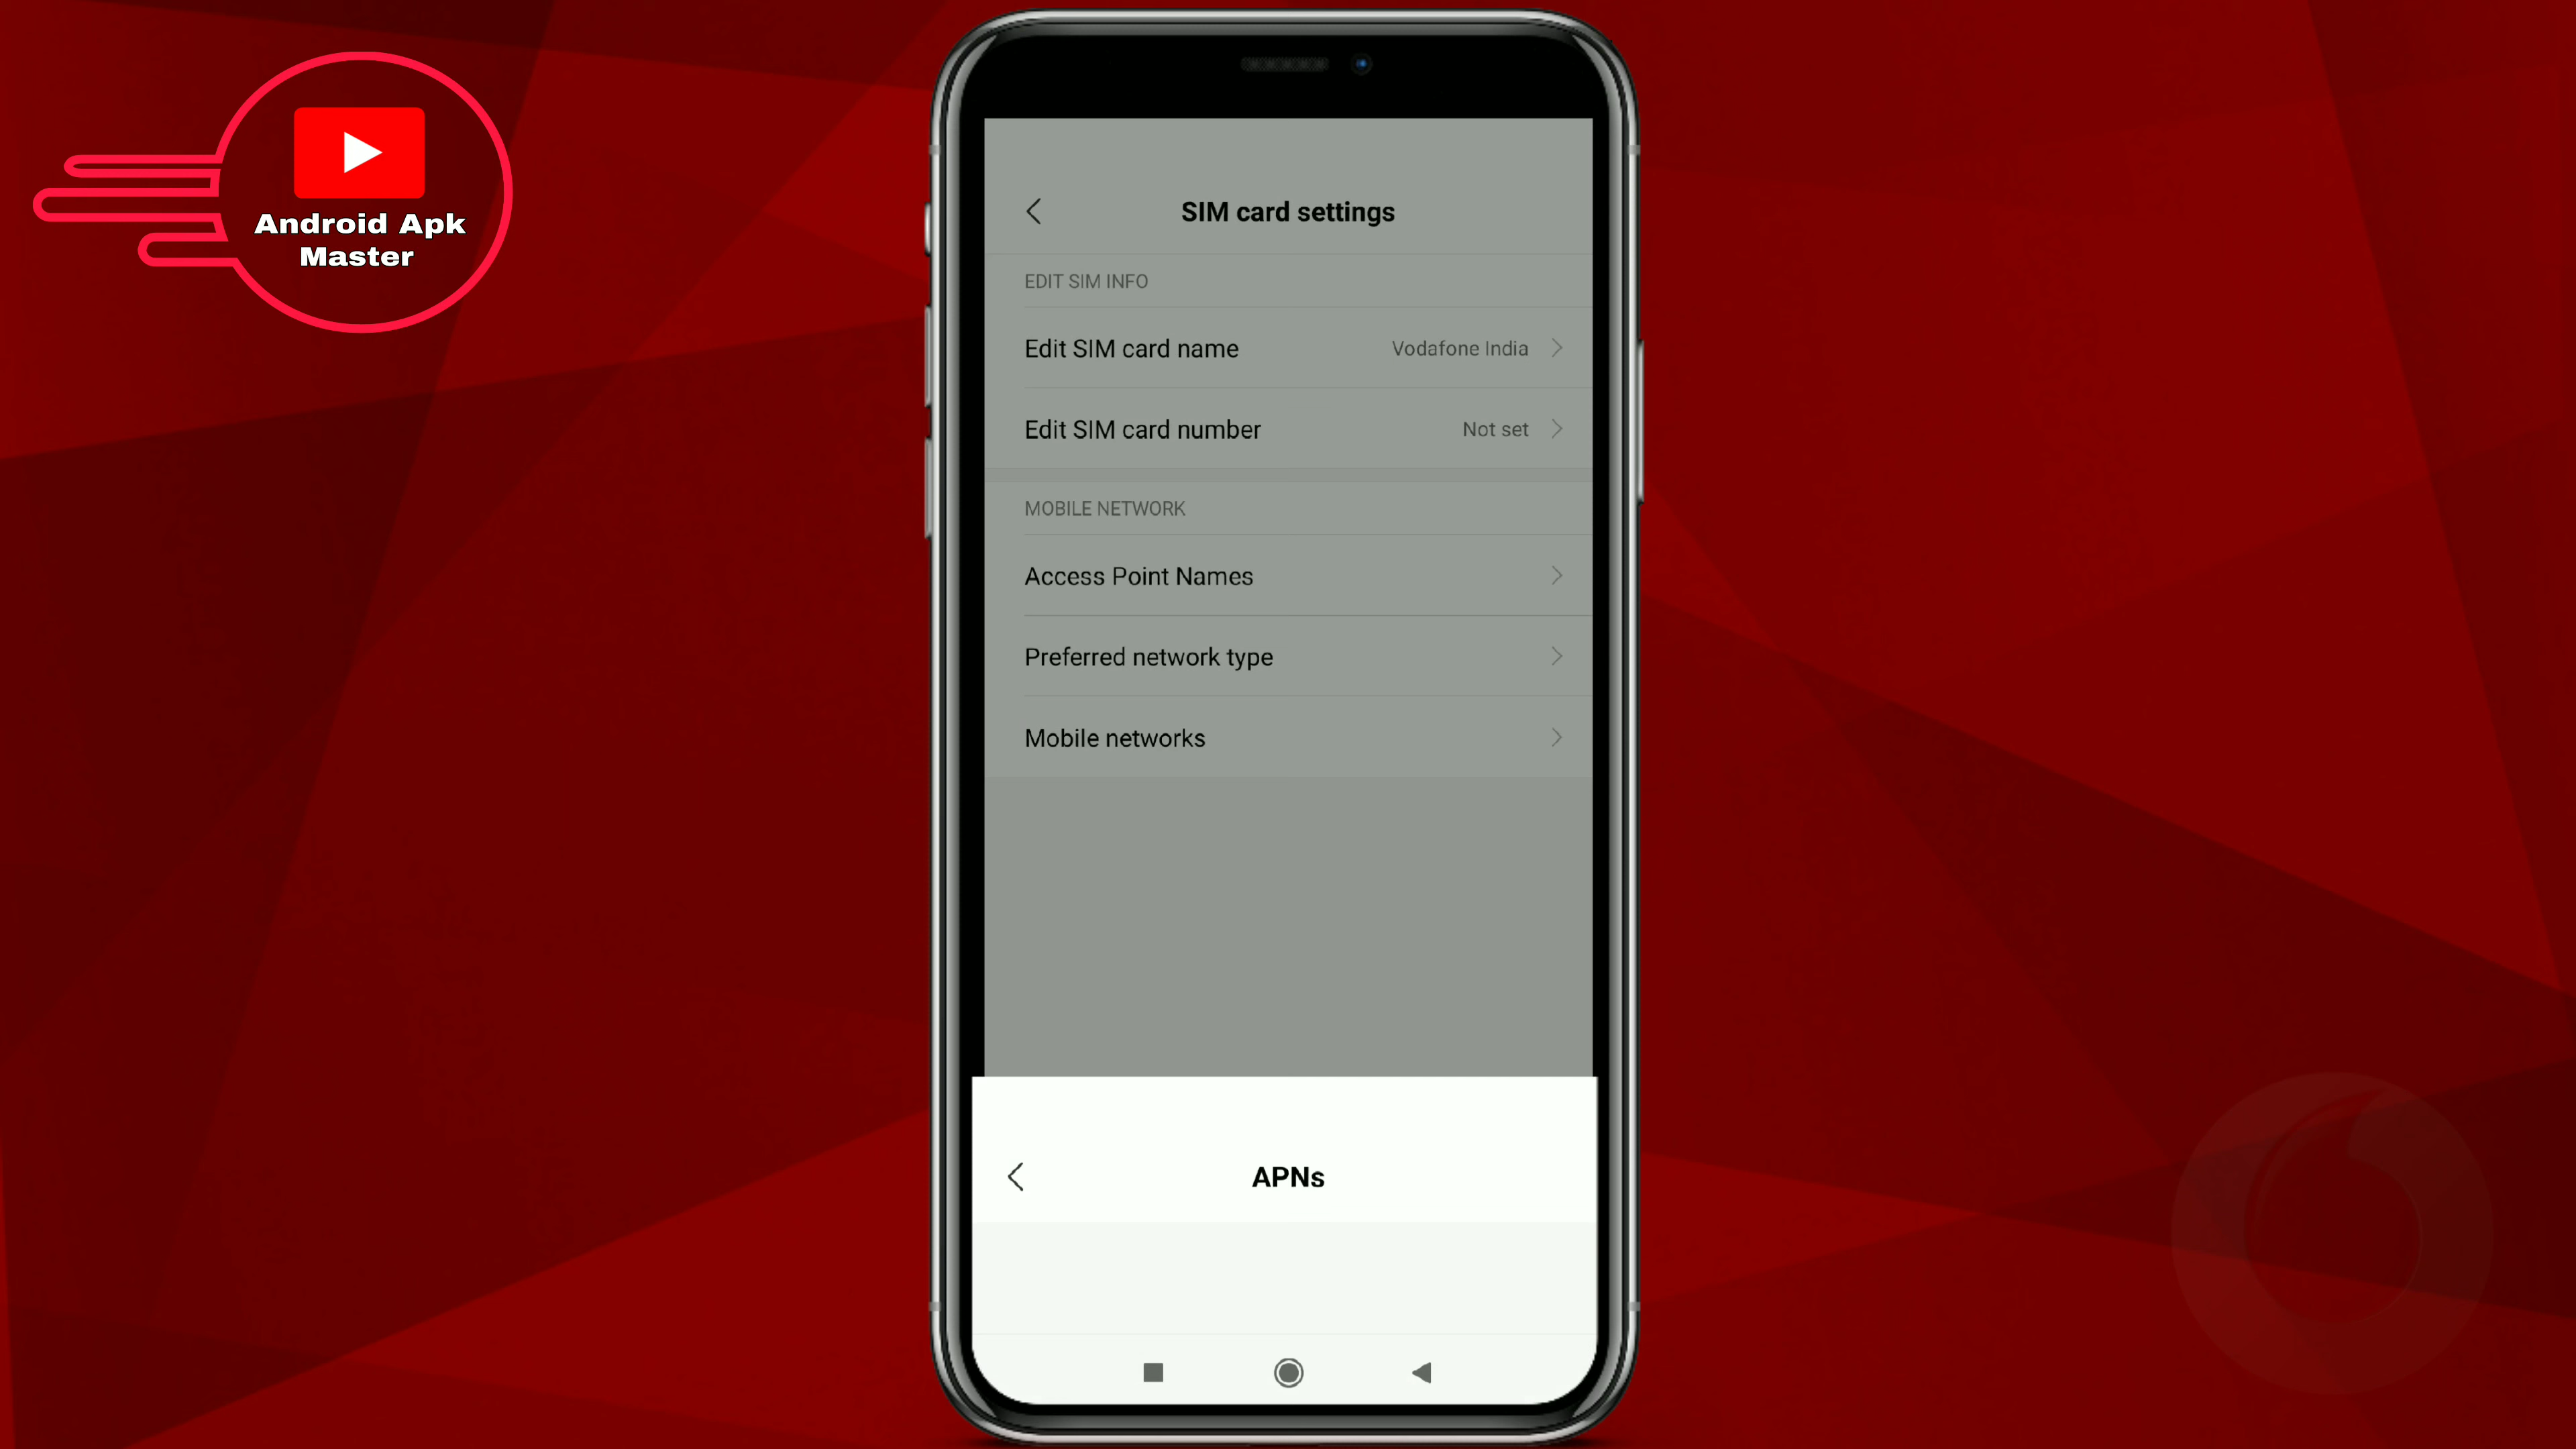 Android Apk
Master
SIM card settings
EDIT SIM INFO
Edit SIM card name Vodafone India
Edit SIM card number Not set
MOBILE NETWORK
Access Point Names
Preferred network type
Mobile networks
APNs